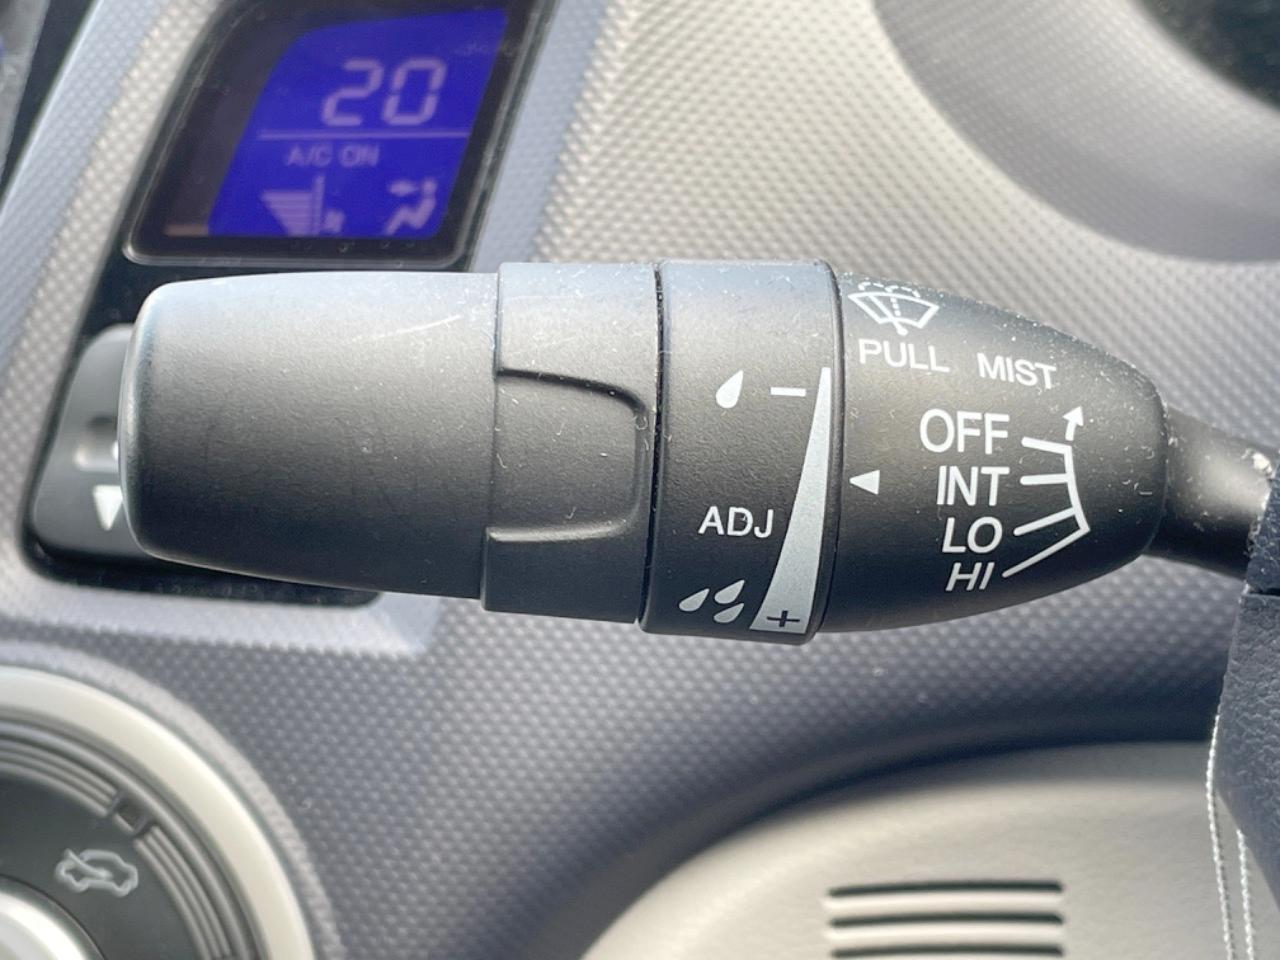 20
A/C ON
PULL MIST
OFF
INT
LO
HI
ADJ